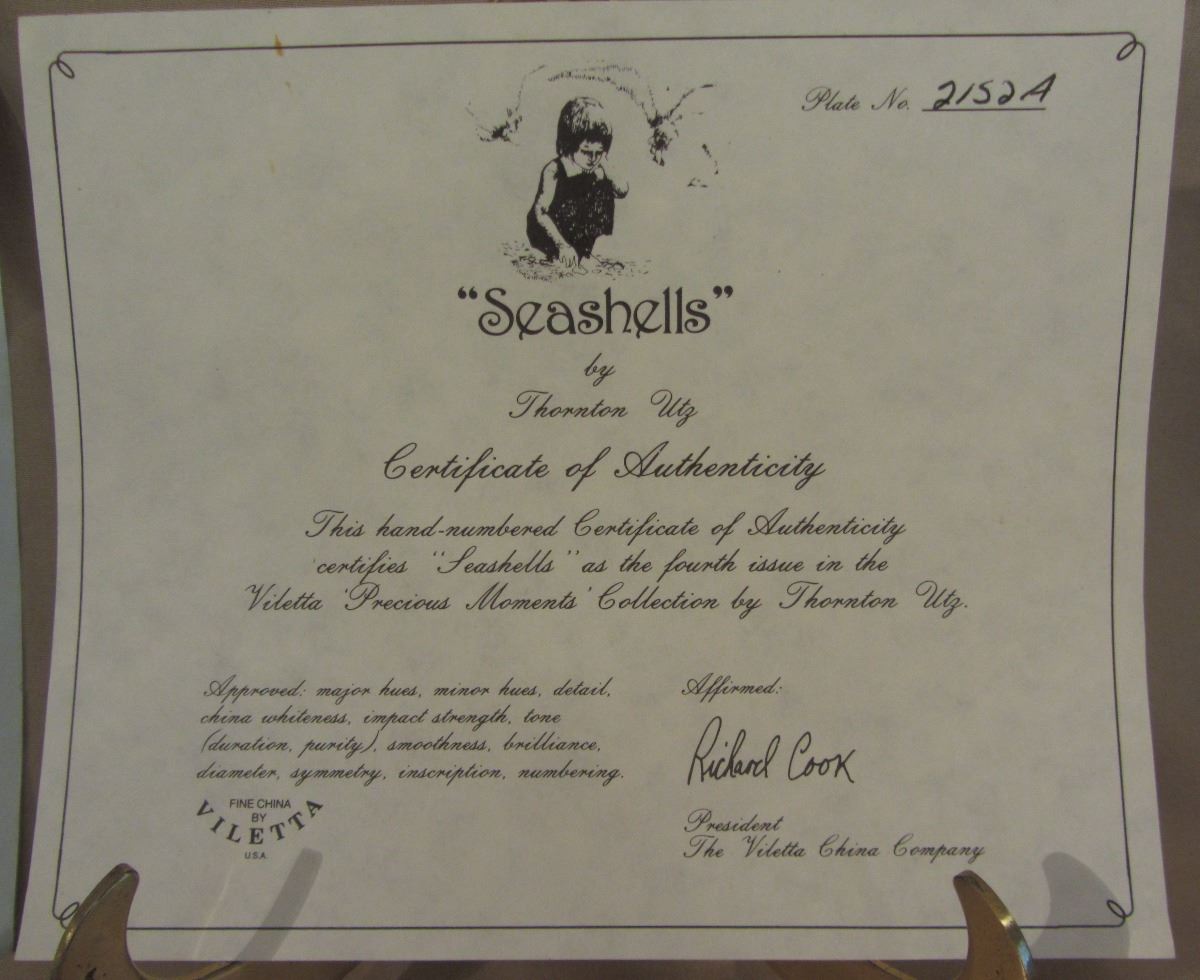 Plate No. 2152A
“Seashells”
by
Thornton Utz
Certificate of Authenticity
This hand-numbered Certificate of Authenticity
certifies “Seashells” as the fourth issue in the
Viletta ‘Precious Moments’ Collection by Thornton Utz.
Approved: major hues, minor hues, detail,
china whiteness, impact strength, tone
(duration, purity), smoothness, brilliance,
diameter, symmetry, inscription, numbering.
FINE CHINA
BY
VILETTA
U.S.A.
Affirmed:
Richard Cook
President
The Viletta China Company